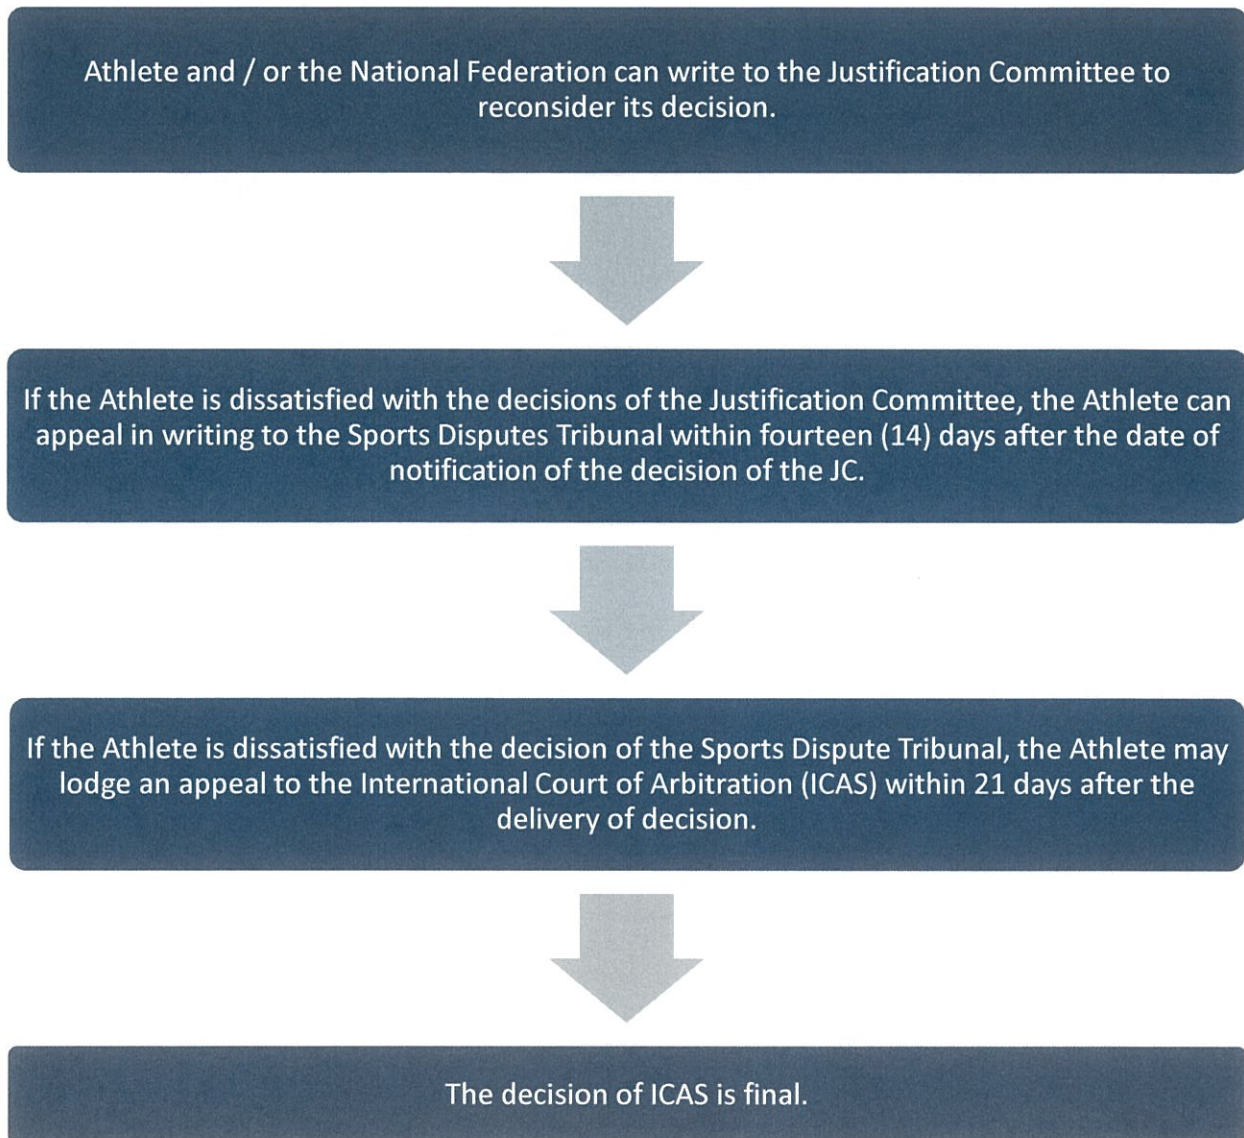 Athlete and / or the National Federation can write to the Justification Committee to
reconsider its decision.
If the Athlete is dissatisfied with the decisions of the Justification Committee, the Athlete can
appeal in writing to the Sports Disputes Tribunal within fourteen (14) days after the date of
notification of the decision of the JC.
If the Athlete is dissatisfied with the decision of the Sports Dispute Tribunal, the Athlete may
lodge an appeal to the International Court of Arbitration (ICAS) within 21 days after the
delivery of decision.
The decision of ICAS is final.